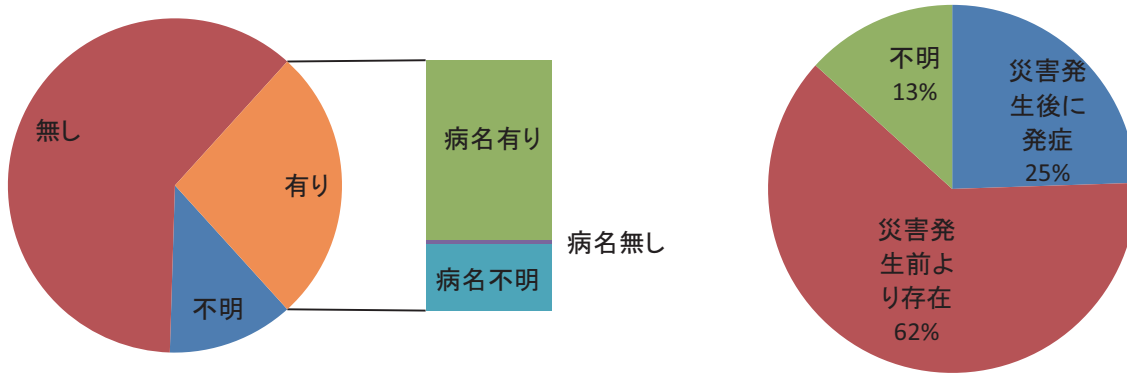 無し
有り
不明
病名有り
病名無し
病名不明
不明
13%
災害発
生後に
発症
25%
災害発
生前よ
り存在
62%